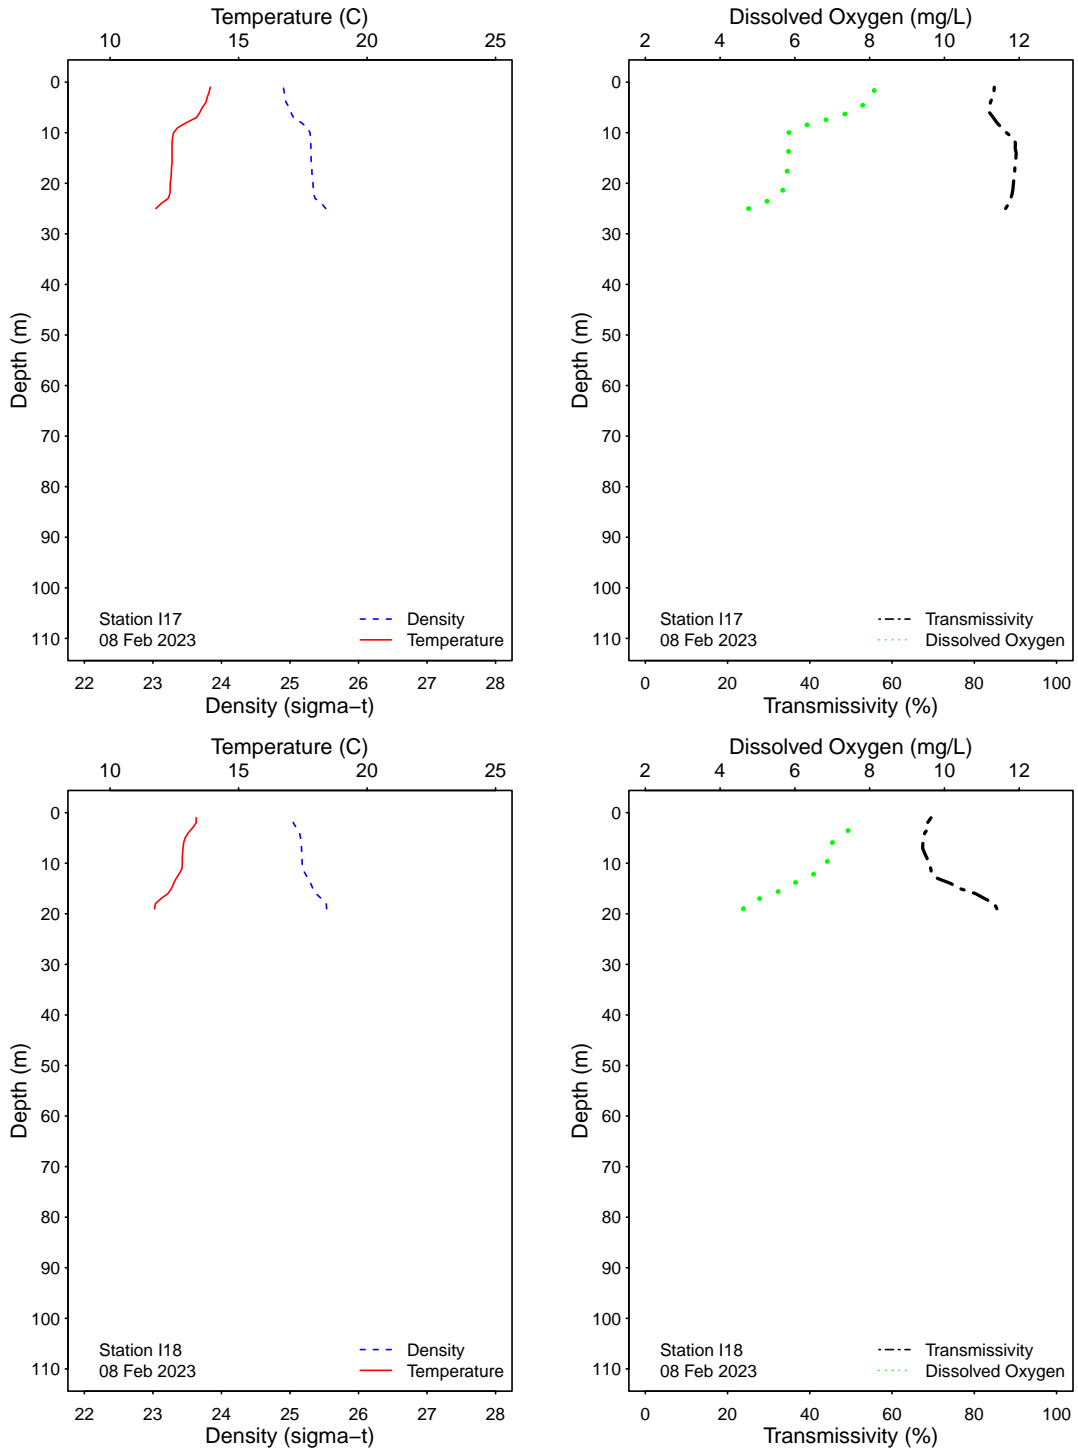 Temperature (C)
10 15 20 25
0
10
20
30
40
50
60
70
80
90
100
110
Depth (m)
Station I17
08 Feb 2023
Density
Temperature
22 23 24 25 26 27 28
Density (sigma−t)
Dissolved Oxygen (mg/L)
2 4 6 8 10 12
0
10
20
30
40
50
60
70
80
90
100
110
Depth (m)
Station I17
08 Feb 2023
Transmissivity
Dissolved Oxygen
0 20 40 60 80 100
Transmissivity (%)
Temperature (C)
10 15 20 25
0
10
20
30
40
50
60
70
80
90
100
110
Depth (m)
Station I18
08 Feb 2023
Density
Temperature
22 23 24 25 26 27 28
Density (sigma−t)
Dissolved Oxygen (mg/L)
2 4 6 8 10 12
0
10
20
30
40
50
60
70
80
90
100
110
Depth (m)
Station I18
08 Feb 2023
Transmissivity
Dissolved Oxygen
0 20 40 60 80 100
Transmissivity (%)